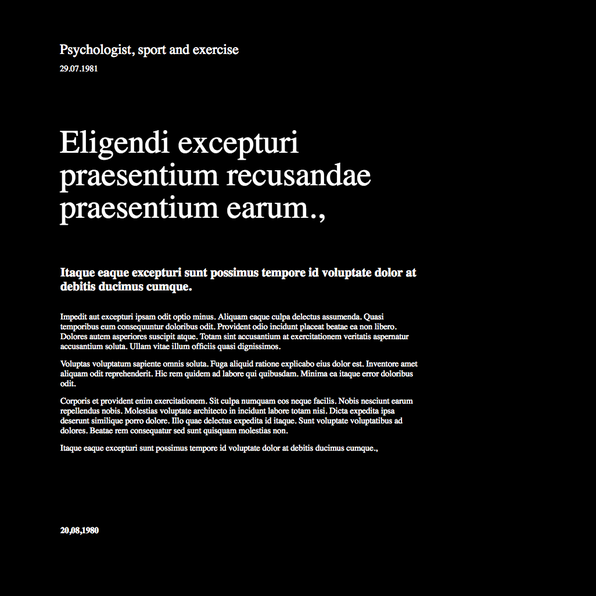 Psychologist, sport and exercise
29.07.1981
Eligendi excepturi
praesentium recusandae
praesentium earum.,
Itaque eaque excepturi sunt possimus tempore id voluptate dolor at
debitis ducimus cumque.
Impedit aut excepturi ipsam odit optio minus. Aliquam eaque culpa delectus assumenda. Quasi
temporibus eum consequuntur doloribus odit. Provident odio incidunt placeat beatae ea non libero.
Dolores autem asperiores suscipit atque. Totam sint accusantium at exercitationem veritatis aspernatur
accusantium soluta. Ullam vitae illum officiis quasi dignissimos.
Voluptas voluptatum sapiente omnis soluta. Fuga aliquid ratione explicabo eius dolor est. Inventore amet
aliquam odit reprehenderit. Hic rem quidem ad labore qui quibusdam. Minima ea itaque error doloribus
odit.
Corporis et provident enim exercitationem. Sit culpa numquam eos neque facilis. Nobis nesciunt earum
repellendus nobis. Molestias voluptate architecto in incidunt labore totam nisi. Dicta expedita ipsa
deserunt similique porro dolore. Illo quae delectus expedita id itaque. Sunt voluptate voluptatibus ad
dolores. Beatae rem consequatur sed sunt quisquam molestias non.
Itaque eaque excepturi sunt possimus tempore id voluptate dolor at debitis ducimus cumque.,
20,08,1980